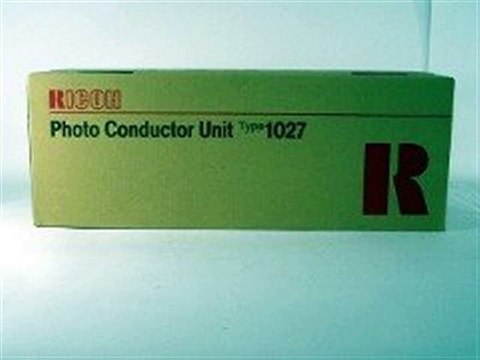 RICOH
Photo Conductor Unit Type 1027
R